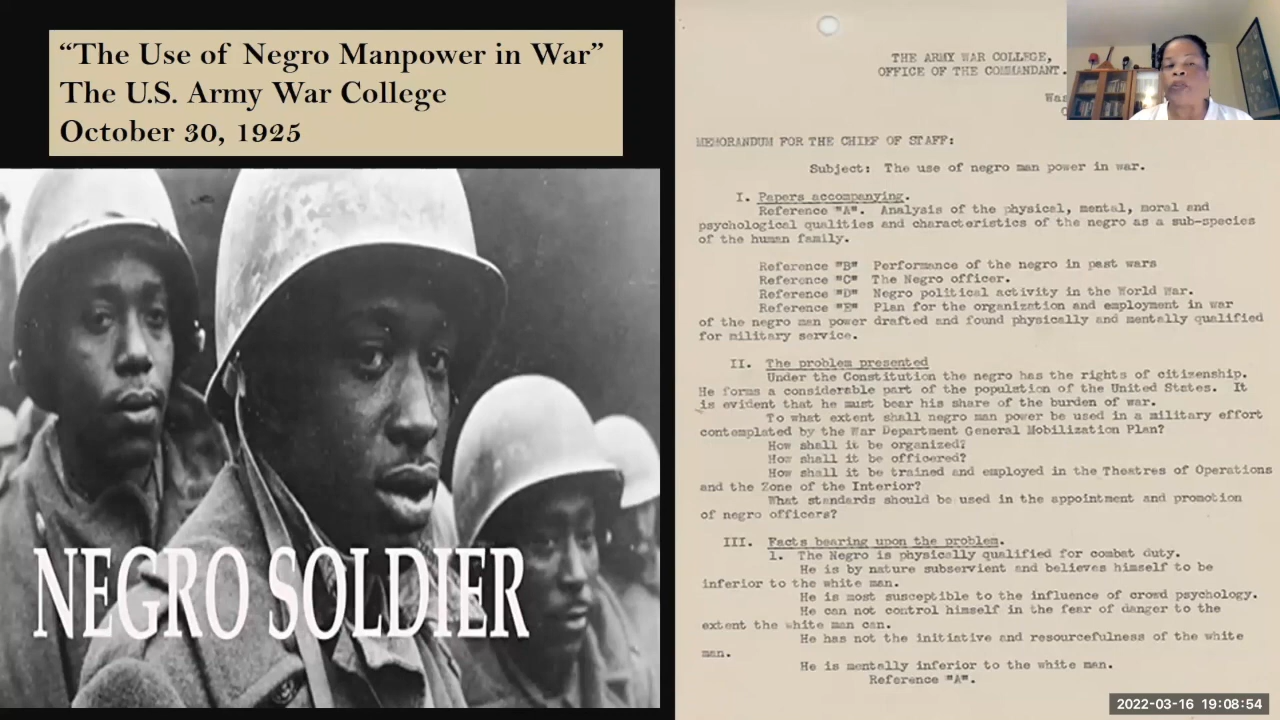 “The Use of Negro Manpower in War”
The U.S. Army War College
October 30, 1925
NEGRO SOLDIER
THE ARMY WAR COLLEGE,
OFFICE OF THE COMMANDANT.
MEMORANDUM FOR THE CHIEF OF STAFF:
Subject: The use of negro man power in war.
I. Papers accompanying.
Reference "A". Analysis of the physical, mental, moral and
psychological qualities and characteristics of the negro as a sub-species
of the human family.
Reference "B" Performance of the negro in past wars
Reference "C" The Negro officer.
Reference "D" Negro political activity in the World War.
Reference "E" Plan for the organization and employment in war
of the negro man power drafted and found physically and mentally qualified
for military service.
II. The problem presented
Under the Constitution the negro has the rights of citizenship.
He forms a considerable part of the population of the United States. It
is evident that he must bear his share of the burden of war.
To what extent shall negro man power be used in a military effort
contemplated by the War Department General Mobilization Plan?
How shall it be organized?
How shall it be officered?
How shall it be trained and employed in the Theatres of Operations
and the Zone of the Interior?
What standards should be used in the appointment and promotion
of negro officers?
III. Facts bearing upon the problem.
1. The Negro is physically qualified for combat duty.
He is by nature subservient and believes himself to be
inferior to the white man.
He is most susceptible to the influence of crowd psychology.
He can not control himself in the fear of danger to the
extent the white man can.
He has not the initiative and resourcefulness of the white
man.
He is mentally inferior to the white man.
Reference "A".
2022-03-16 19:08:54